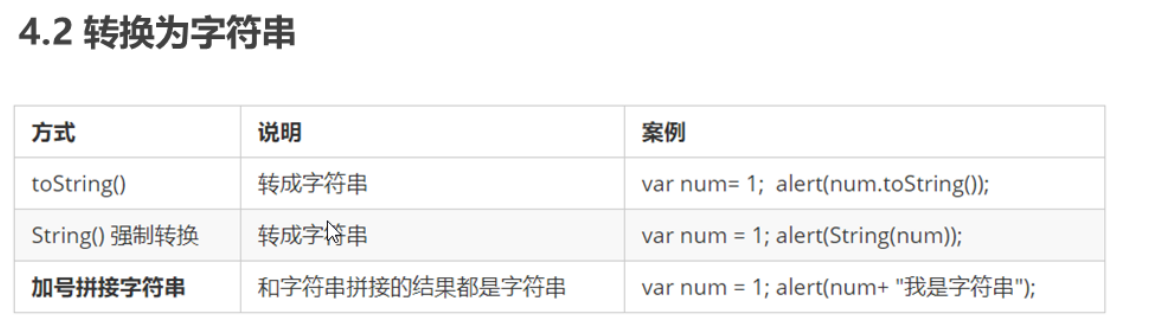 4.2 转换为字符串
方式 说明 案例
toString() 转成字符串 var num= 1;  alert(num.toString());
String() 强制转换 转成字符串 var num = 1; alert(String(num));
加号拼接字符串 和字符串拼接的结果都是字符串 var num = 1; alert(num+ "我是字符串");